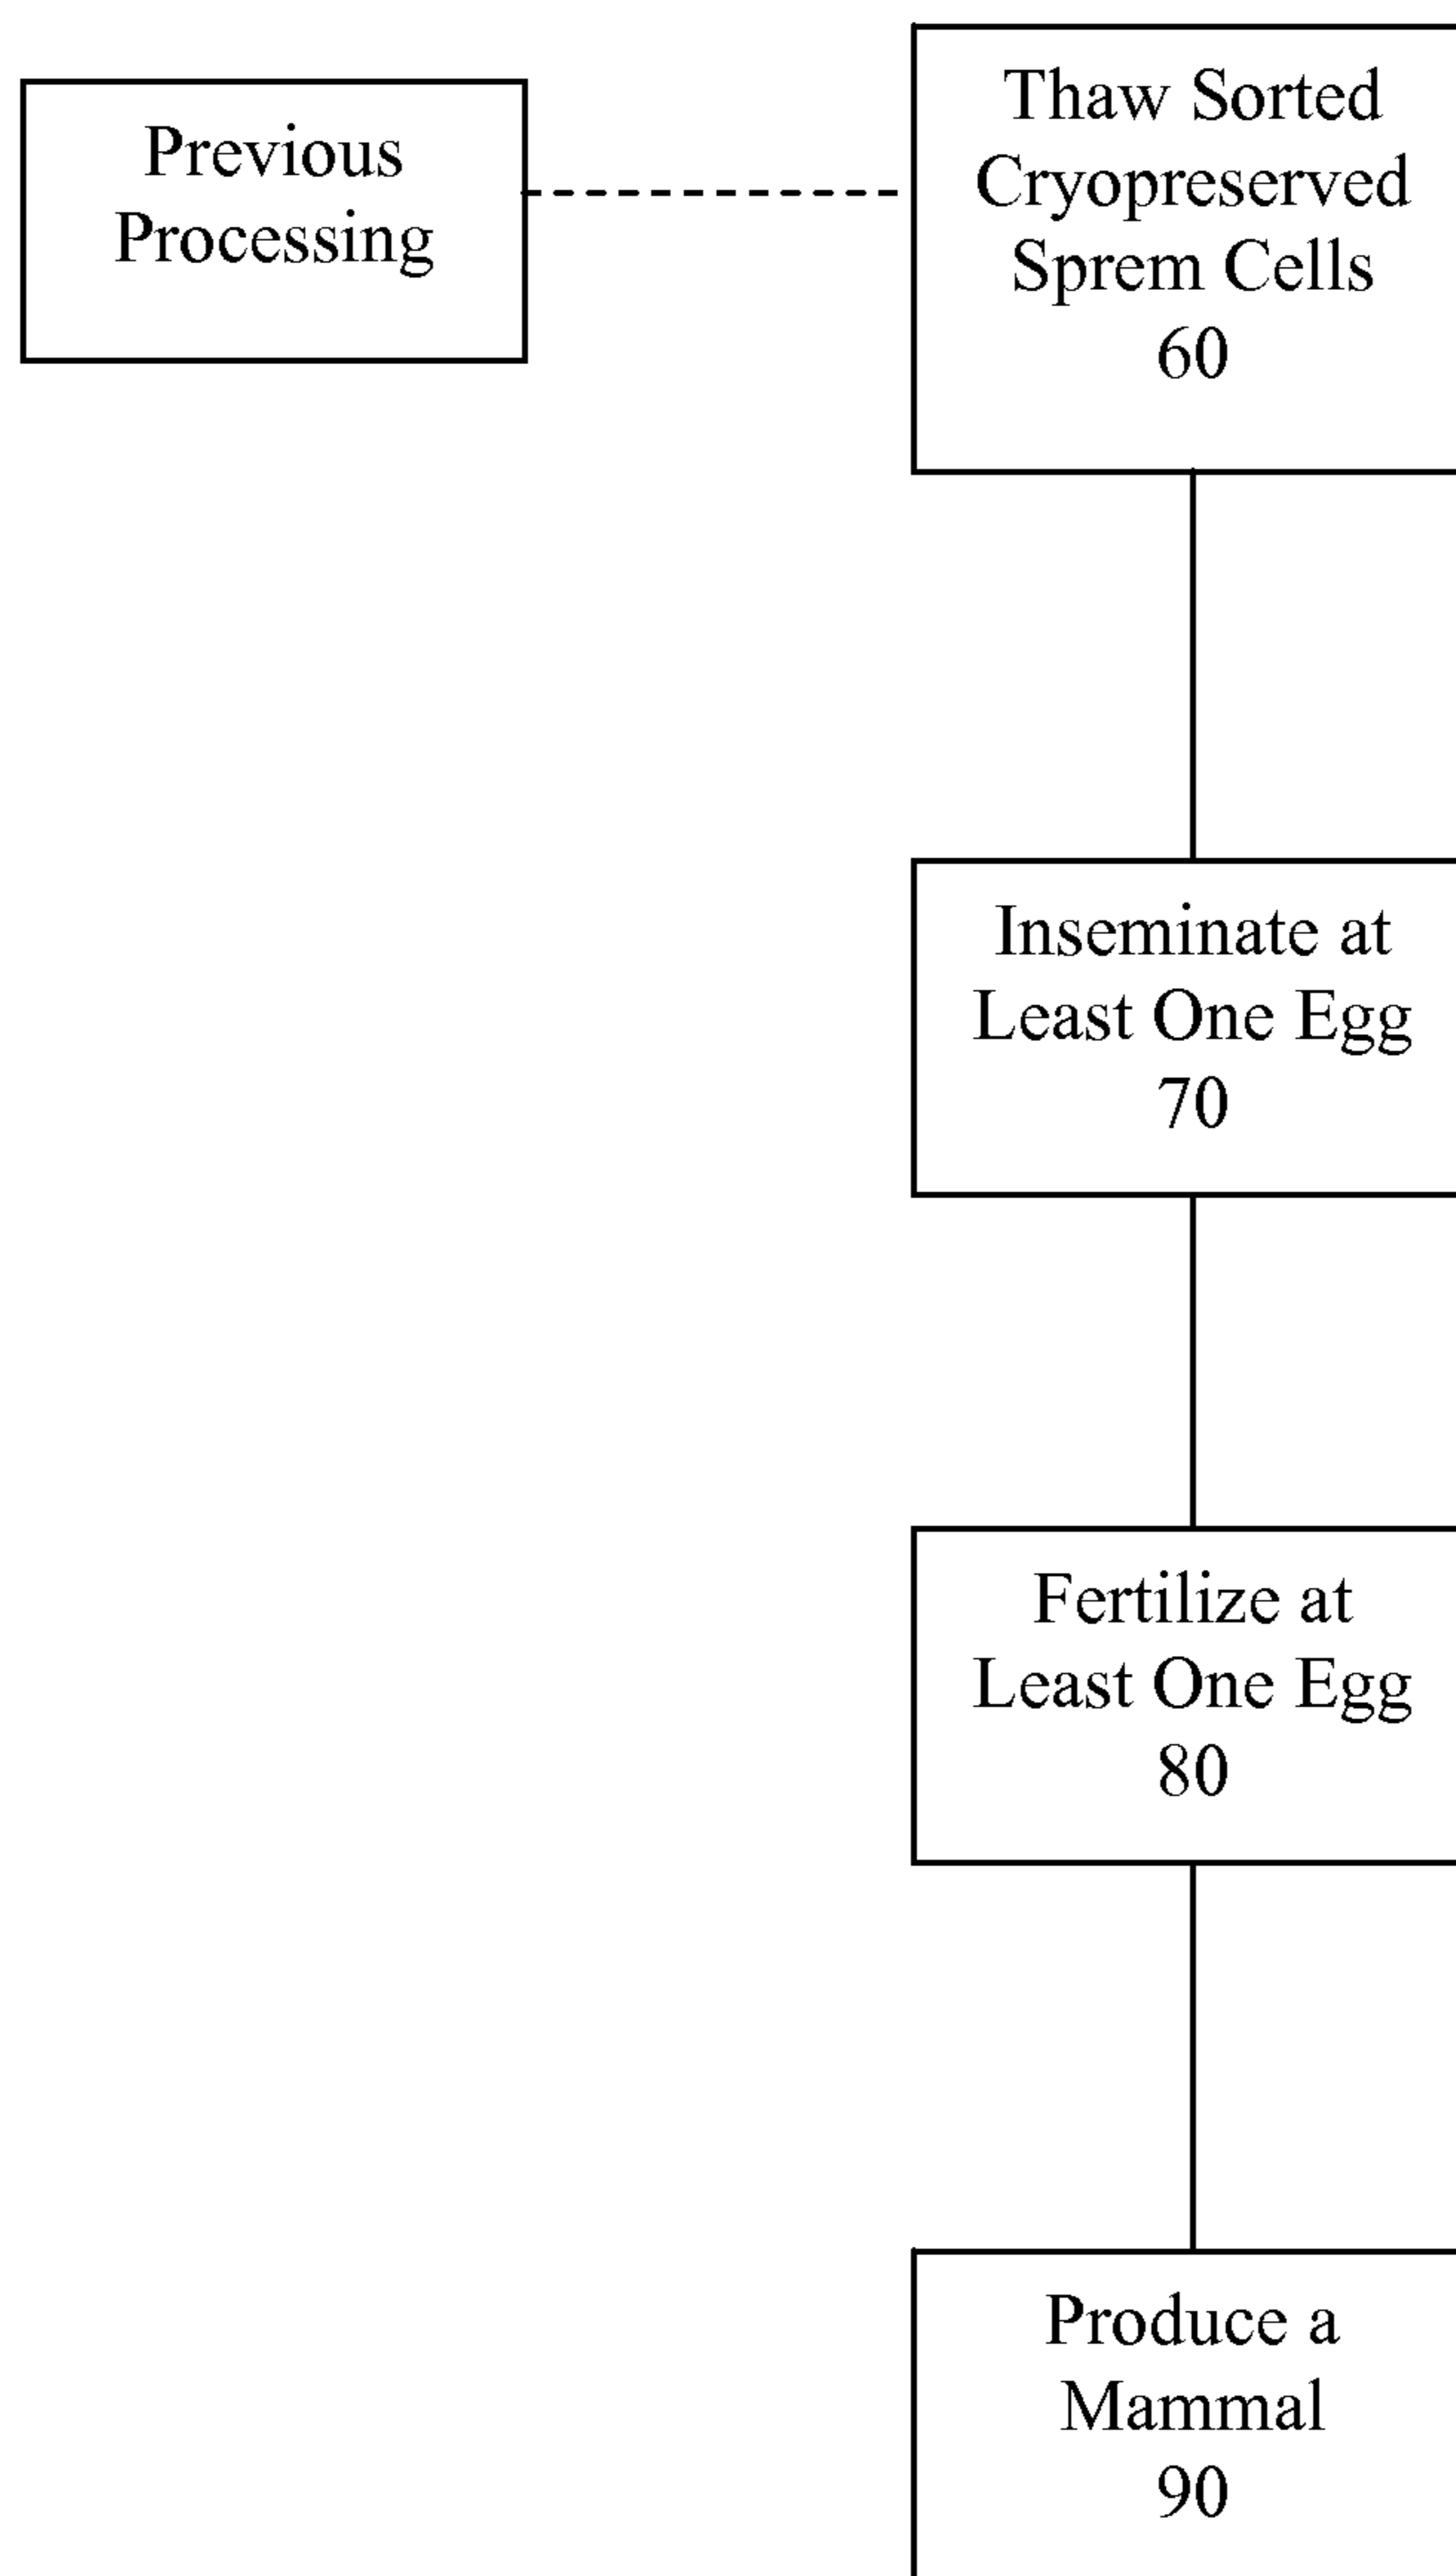 Previous
Processing
Thaw Sorted
Cryopreserved
Sprem Cells
60
Inseminate at
Least One Egg
70
Fertilize at
Least One Egg
80
Produce a
Mammal
90